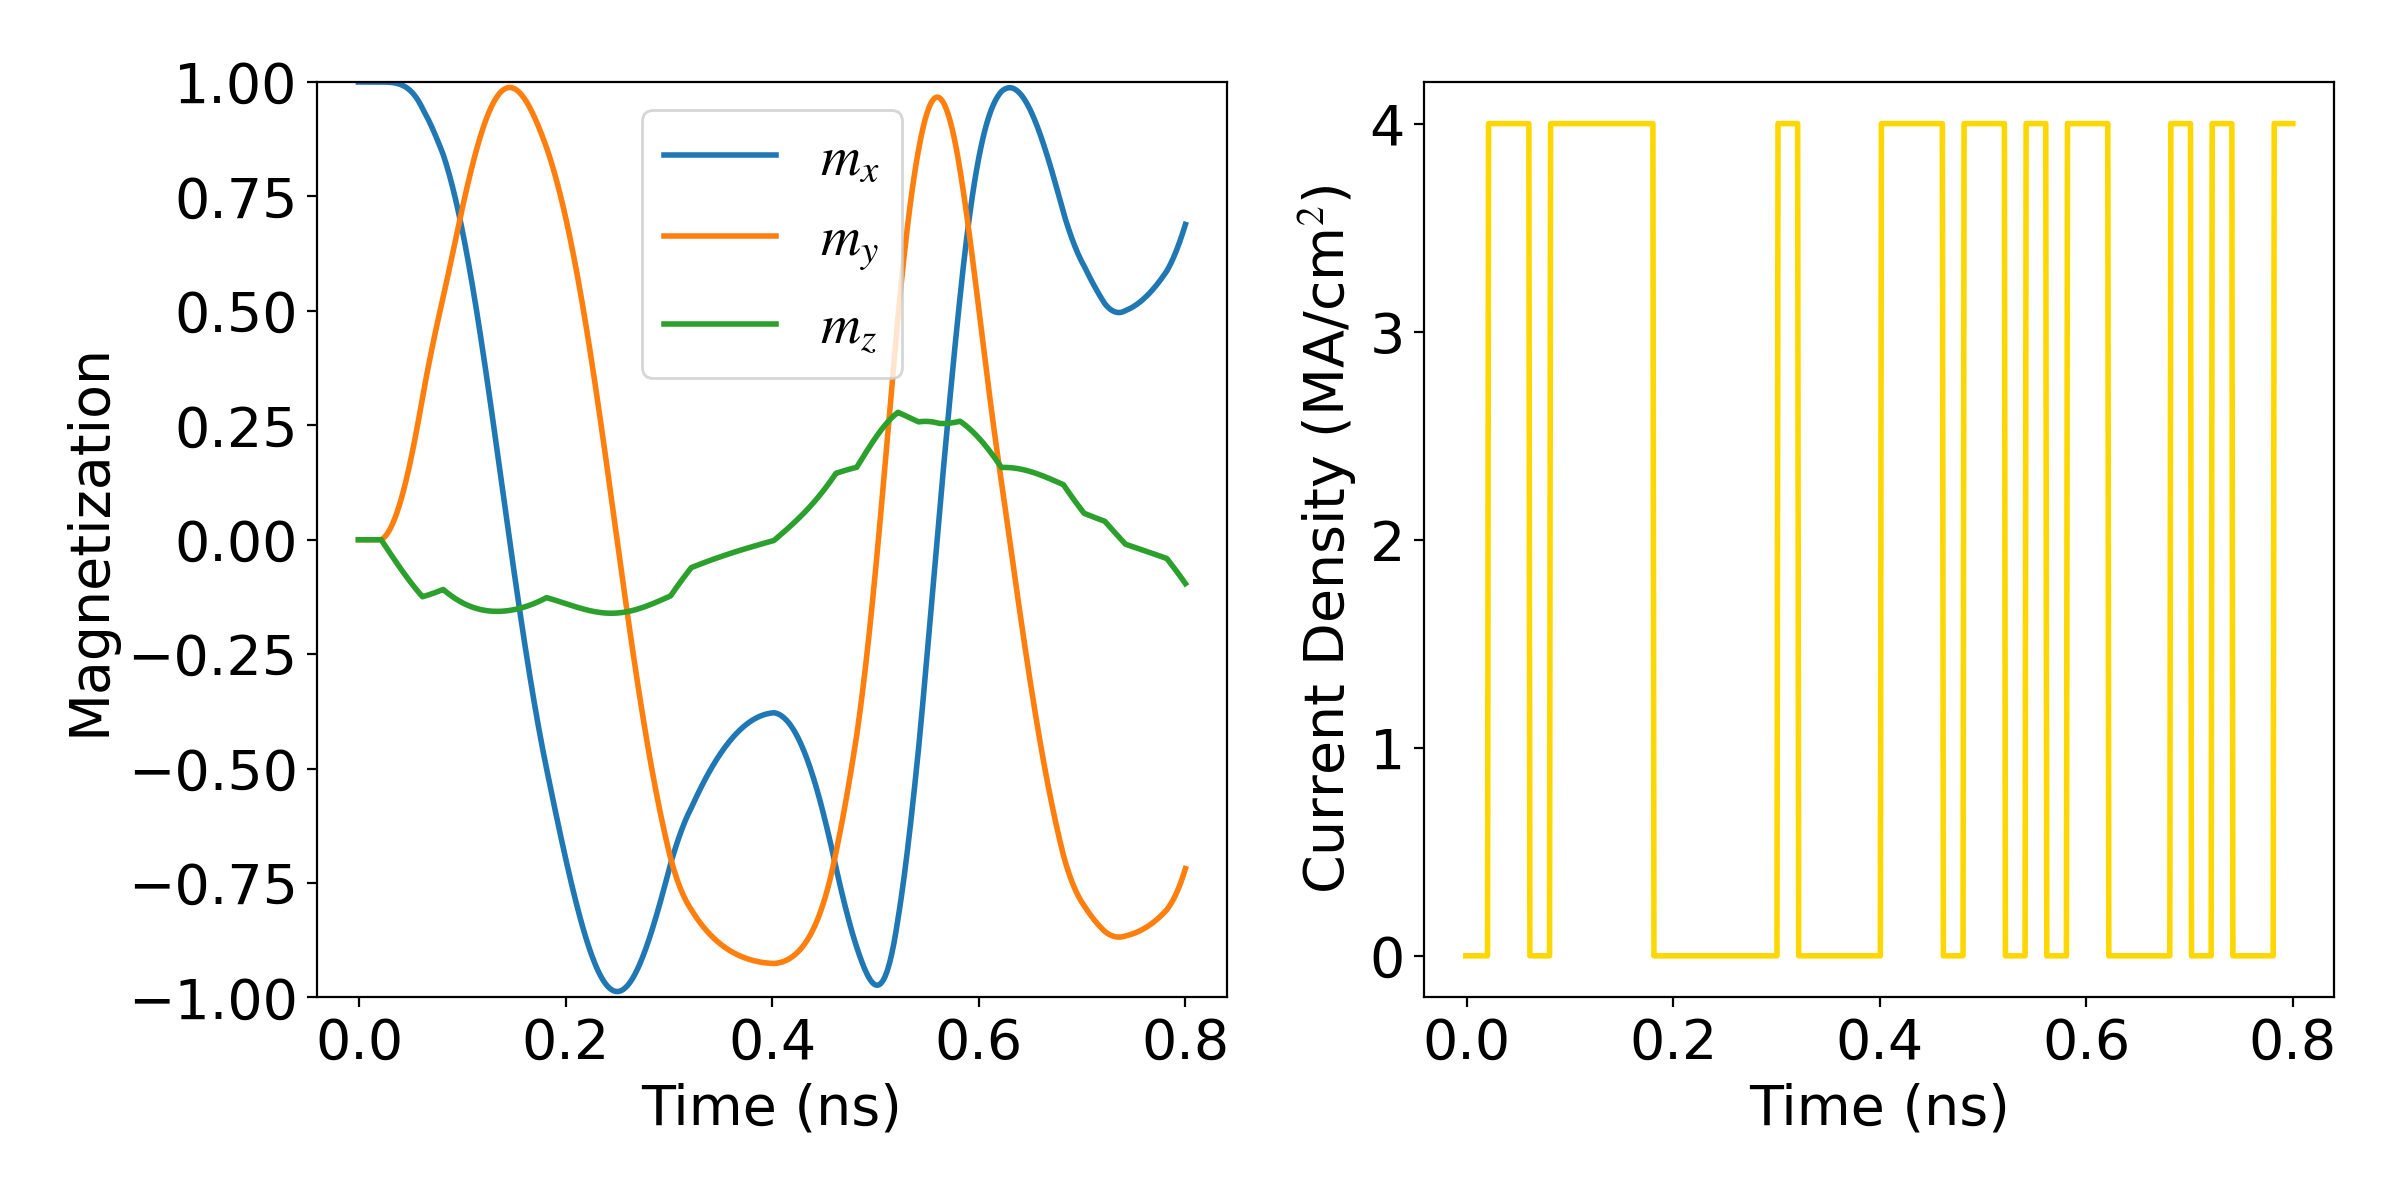 Magnetization
1.00
0.75
0.50
0.25
0.00
−0.25
−0.50
−0.75
−1.00
0.0 0.2 0.4 0.6 0.8
Time (ns)
m_x
m_y
m_z
Current Density (MA/cm²)
4
3
2
1
0
0.0 0.2 0.4 0.6 0.8
Time (ns)